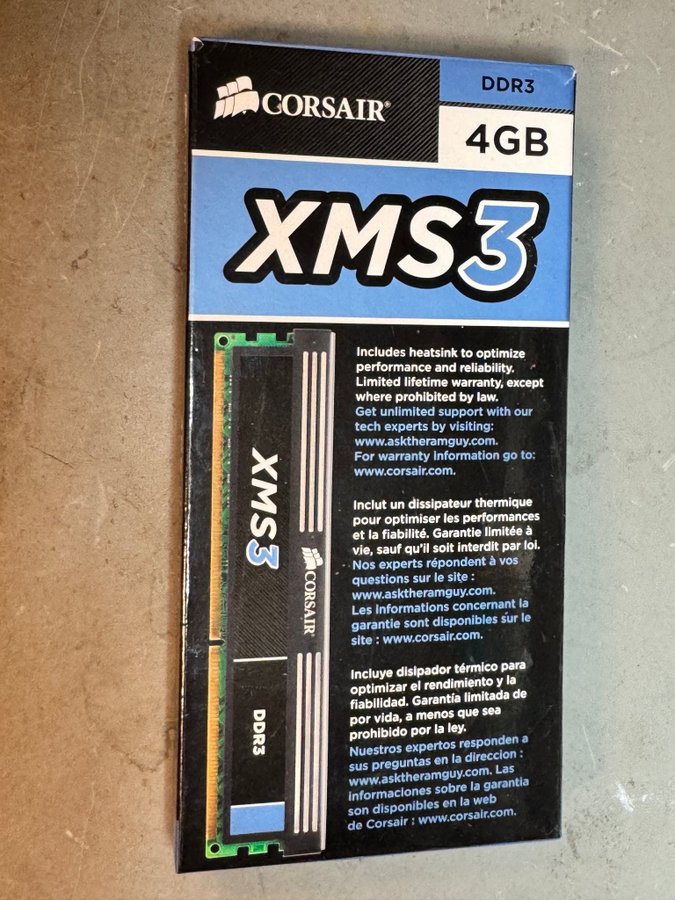 CORSAIR®
DDR3
4GB
XMS3
Includes heatsink to optimize
performance and reliability.
Limited lifetime warranty, except
where prohibited by law.
Get unlimited support with our
tech experts by visiting:
www.asktheramguy.com.
For warranty information go to:
www.corsair.com.
Inclut un dissipateur thermique
pour optimiser les performances
et la fiabilité. Garantie limitée à
vie, sauf qu'il soit interdit par loi.
Nos experts répondent à vos
questions sur le site :
www.asktheramguy.com.
Les informations concernant la
garantie sont disponibles sur le
site : www.corsair.com.
Incluye disipador térmico para
optimizar el rendimiento y la
fiabilidad. Garantía limitada de
por vida, a menos que sea
prohibido por la ley.
Nuestros expertos responden a
sus preguntas en la direccion :
www.asktheramguy.com. Las
informaciones sobre la garantia
son disponibles en la web
de Corsair : www.corsair.com.
XMS3
CORSAIR
DDR3